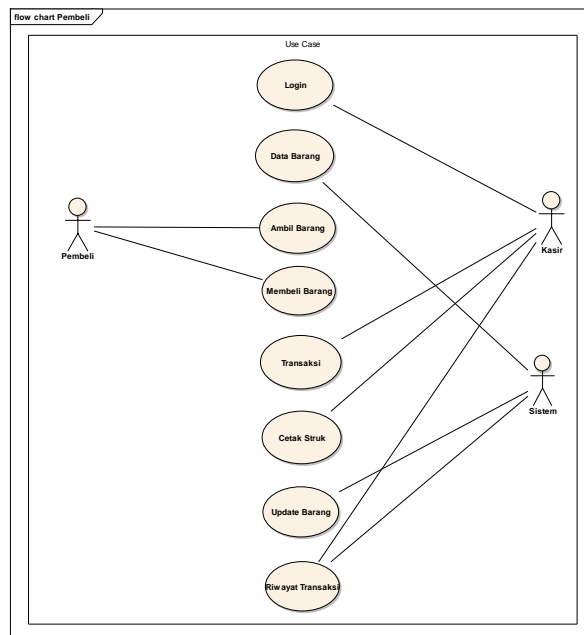 flow chart Pembeli
Use Case
Login
Data Barang
Ambil Barang
Pembeli
Kasir
Membeli Barang
Transaksi
Sistem
Cetak Struk
Update Barang
Riwayat Transaksi